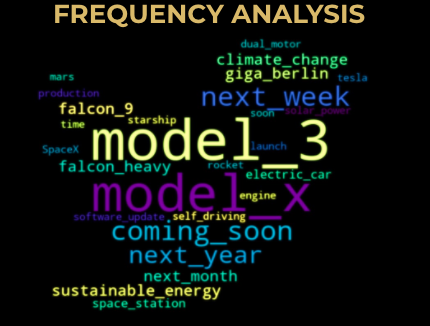 FREQUENCY ANALYSIS
dual_motor
climate_change
mars
giga_berlin tesla
production
next_week
falcon_9
soon solar_power
time starship
model_3
SpaceX
launch
falcon_heavy rocket
electric_car
model_x
engine
software_update self_driving
coming_soon
next_year
next_month
sustainable_energy
space_station